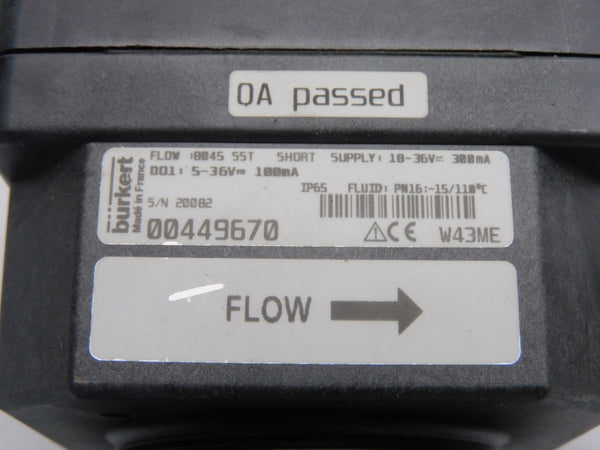 QA passed
burkert
Made in France
FLOW :8045 SST SHORT SUPPLY: 18-36V⎓ 300mA
DO1: 5-36V⎓ 100mA
IP65 FLUID: PN16:-15/110°C
S/N 20082
00449670
CE W43ME
FLOW